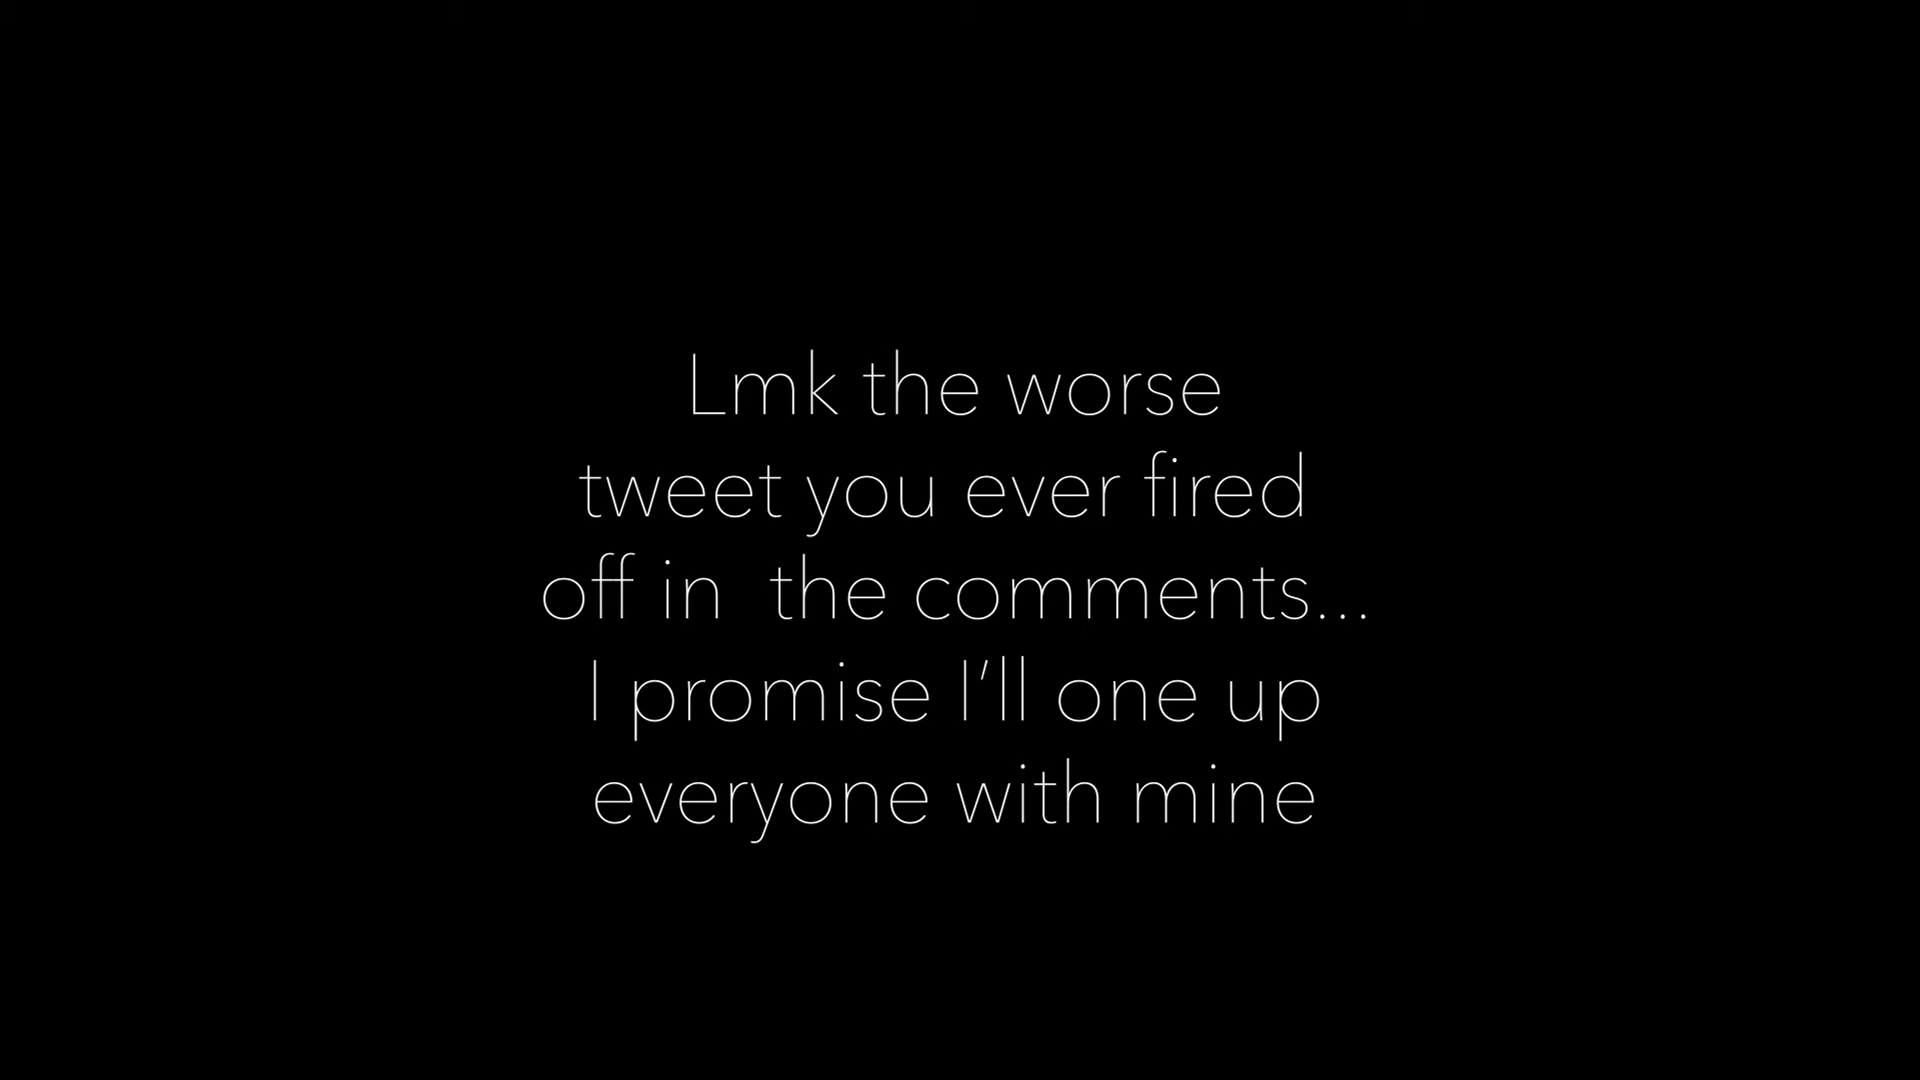 Lmk the worse
tweet you ever fired
off in  the comments...
I promise I'll one up
everyone with mine